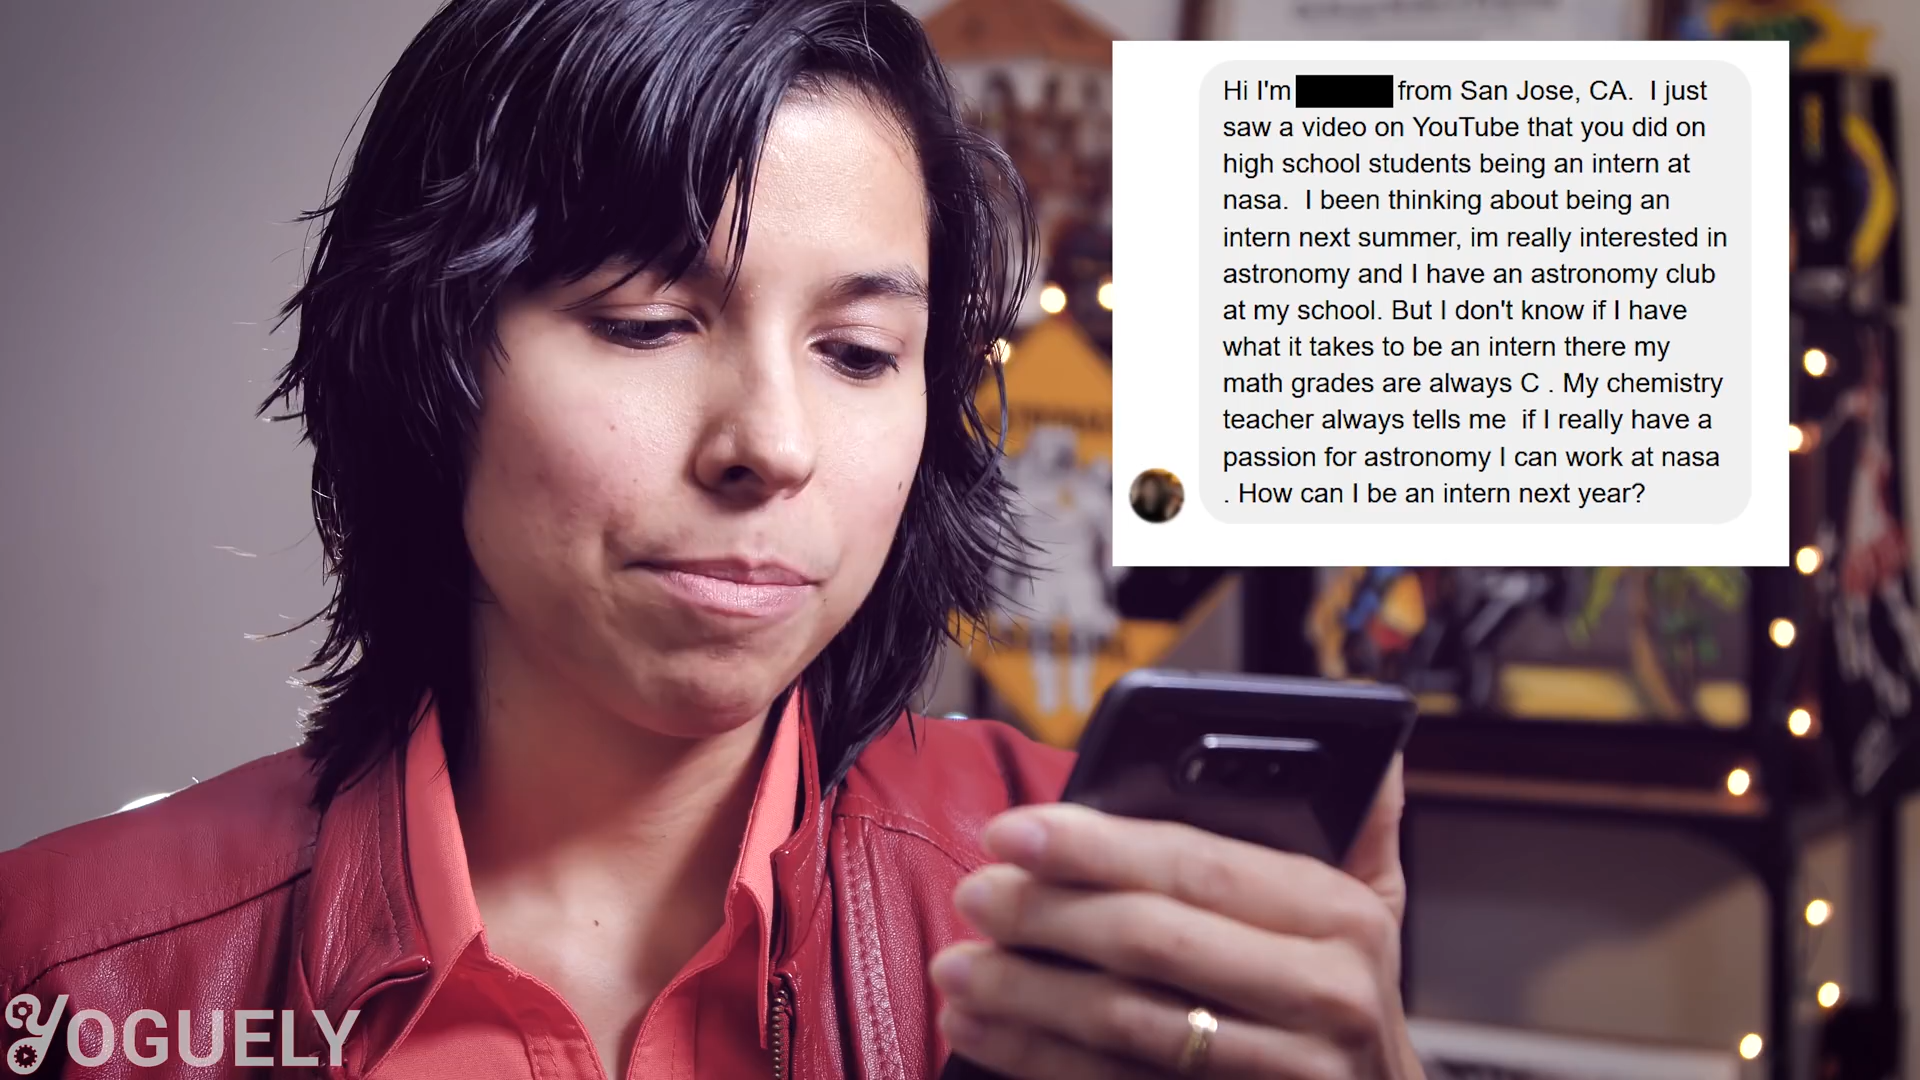 Hi I'm from San Jose, CA. I just
saw a video on YouTube that you did on
high school students being an intern at
nasa. I been thinking about being an
intern next summer, im really interested in
astronomy and I have an astronomy club
at my school. But I don't know if I have
what it takes to be an intern there my
math grades are always C . My chemistry
teacher always tells me if I really have a
passion for astronomy I can work at nasa
. How can I be an intern next year?
YOGUELY